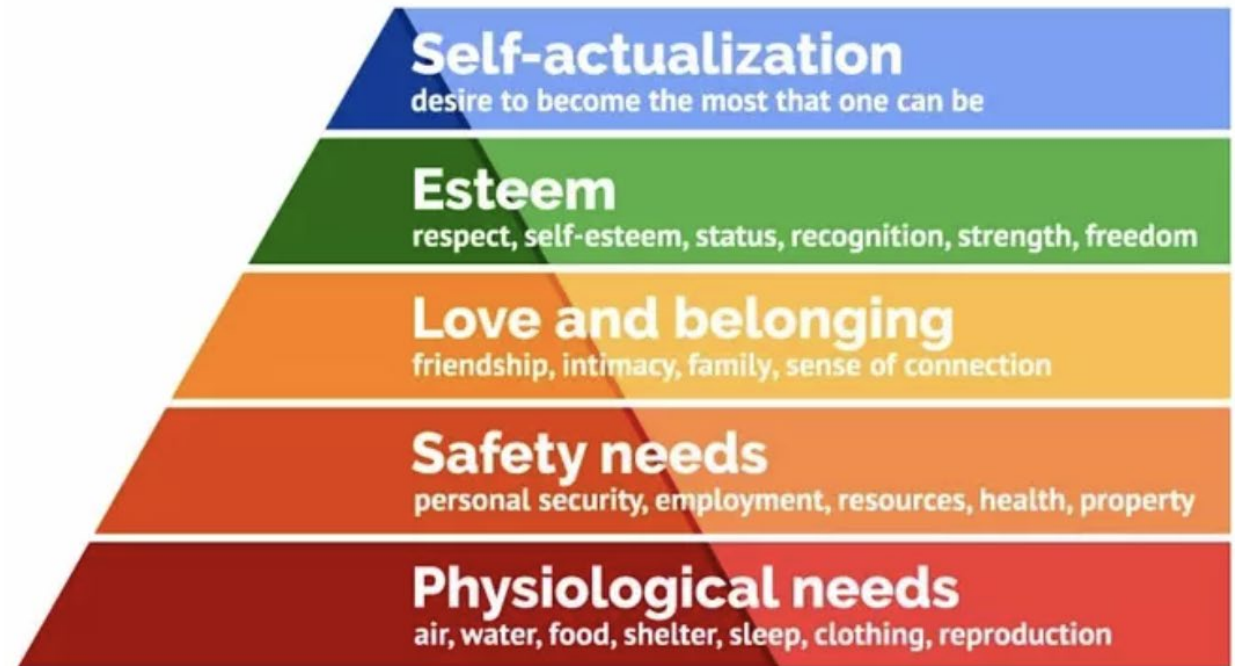 Self-actualization
desire to become the most that one can be
Esteem
respect, self-esteem, status, recognition, strength, freedom
Love and belonging
friendship, intimacy, family, sense of connection
Safety needs
personal security, employment, resources, health, property
Physiological needs
air, water, food, shelter, sleep, clothing, reproduction